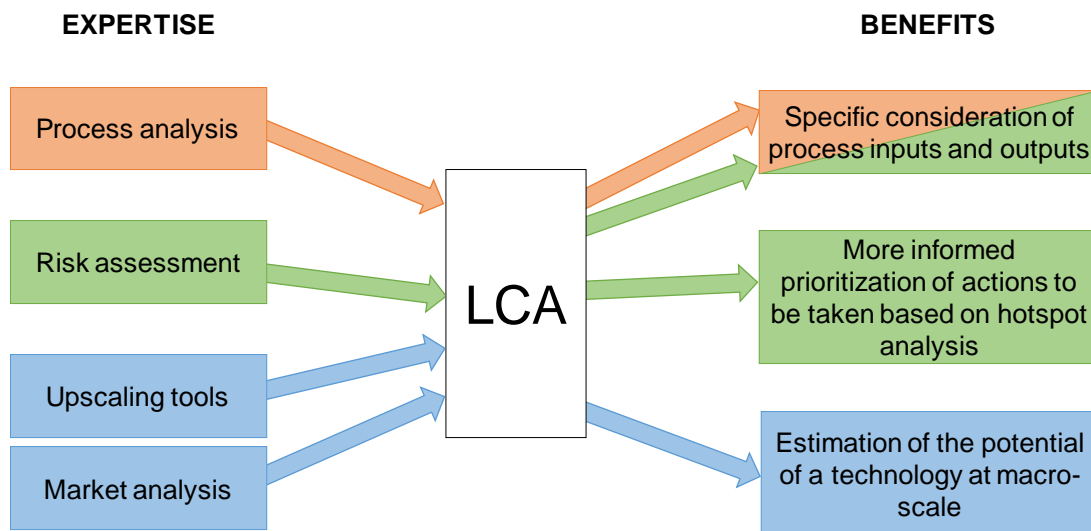 EXPERTISE
BENEFITS
Process analysis
Risk assessment
Upscaling tools
Market analysis
LCA
Specific consideration of
process inputs and outputs
More informed
prioritization of actions to
be taken based on hotspot
analysis
Estimation of the potential
of a technology at macro-
scale